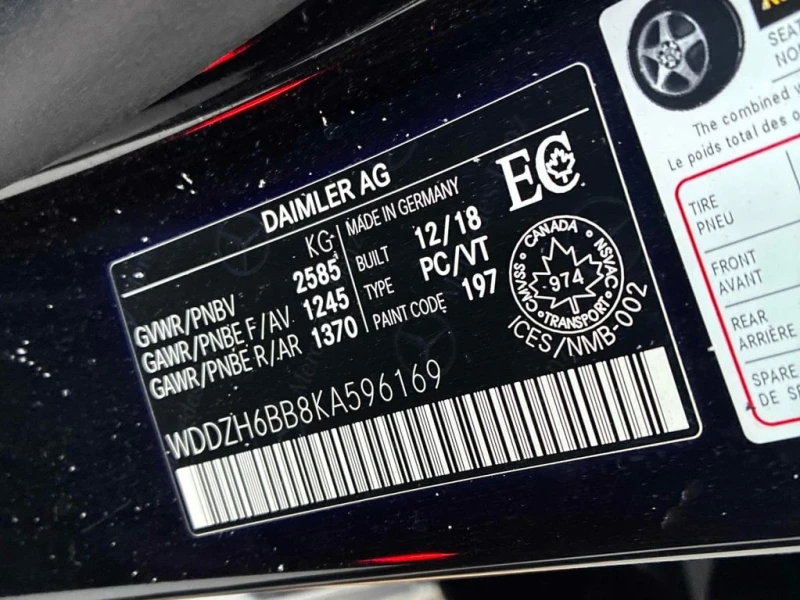 DAIMLER AG
EC
KG
MADE IN GERMANY
GVWR/PNBV 2585
BUILT 12/18
GAWR/PNBE F/AV 1245
TYPE PC/VT
GAWR/PNBE R/AR 1370
PAINT CODE 197
CANADA • NSVAC • TRANSPORT • CMVSS •
974
ICES/NMB-002
WDDZH6BB8KA596169
SEAT
NO
The combined
Le poids total des
TIRE
PNEU
FRONT
AVANT
REAR
ARRIÈRE
SPARE
DE